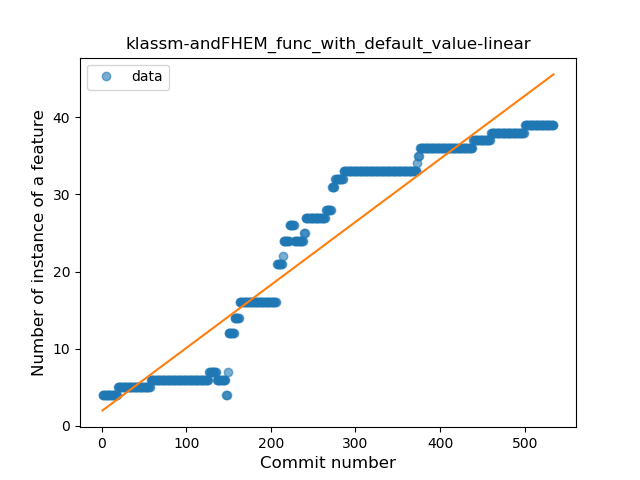 klassm-andFHEM_func_with_default_value-linear
data
Number of instance of a feature
40
30
20
10
0
0 100 200 300 400 500
Commit number